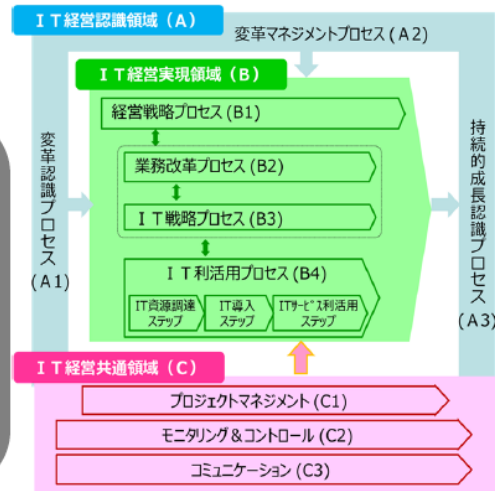 IT経営認識領域（A）
変革マネジメントプロセス(A2)
IT経営実現領域（B）
経営戦略プロセス(B1)
変革認識プロセス
(A1)
業務改革プロセス(B2)
IT戦略プロセス(B3)
持続的成長認識プロセス
(A3)
IT利活用プロセス(B4)
IT資源調達
ステップ
IT導入
ステップ
ITｻｰﾋﾞｽ利活用
ステップ
IT経営共通領域（C）
プロジェクトマネジメント(C1)
モニタリング＆コントロール(C2)
コミュニケーション(C3)